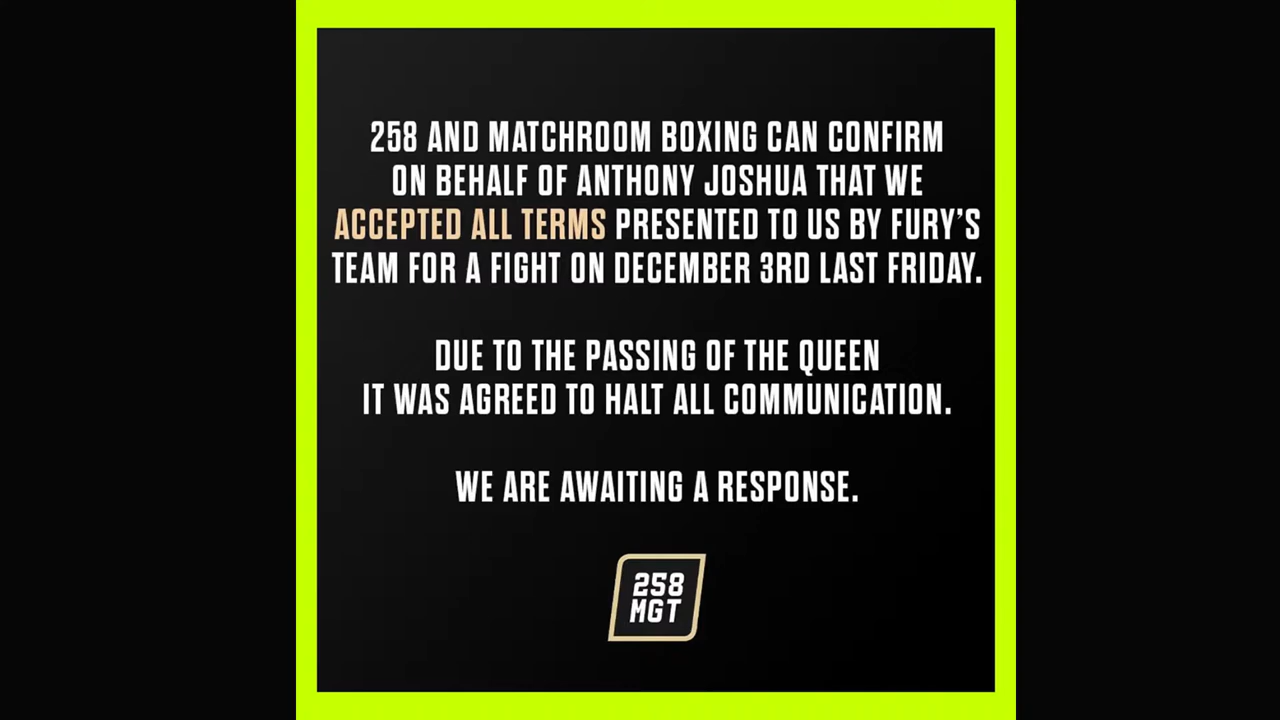 258 AND MATCHROOM BOXING CAN CONFIRM
ON BEHALF OF ANTHONY JOSHUA THAT WE
ACCEPTED ALL TERMS PRESENTED TO US BY FURY'S
TEAM FOR A FIGHT ON DECEMBER 3RD LAST FRIDAY.
DUE TO THE PASSING OF THE QUEEN
IT WAS AGREED TO HALT ALL COMMUNICATION.
WE ARE AWAITING A RESPONSE.
258
MGT